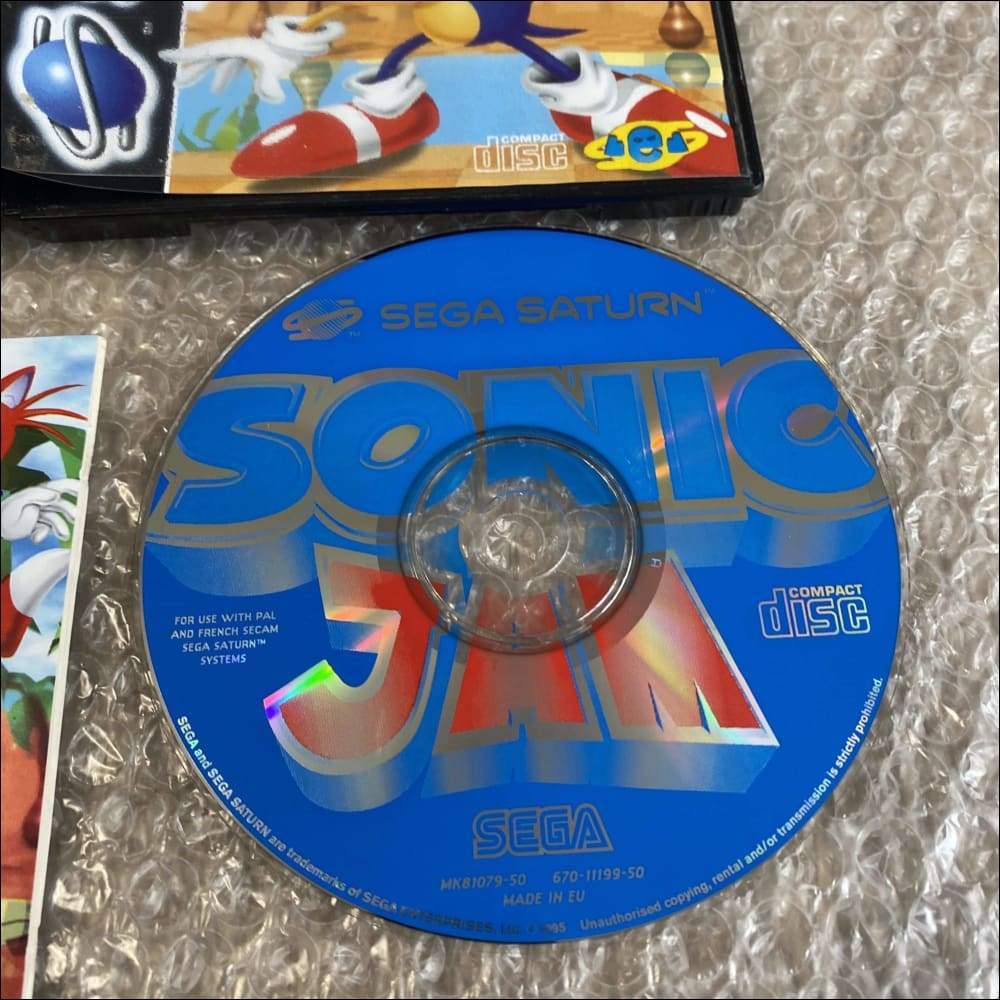 COMPACT
disc
SEGA SATURN™
SONIC
JAM
FOR USE WITH PAL
AND FRENCH SECAM
SEGA SATURN™
SYSTEMS
COMPACT
disc
SEGA
MK81079-50 670-11199-50
MADE IN EU
SEGA and SEGA SATURN are trademarks of SEGA ENTERPRISES, Unauthorised copying, rental and/or transmission is strictly prohibited.